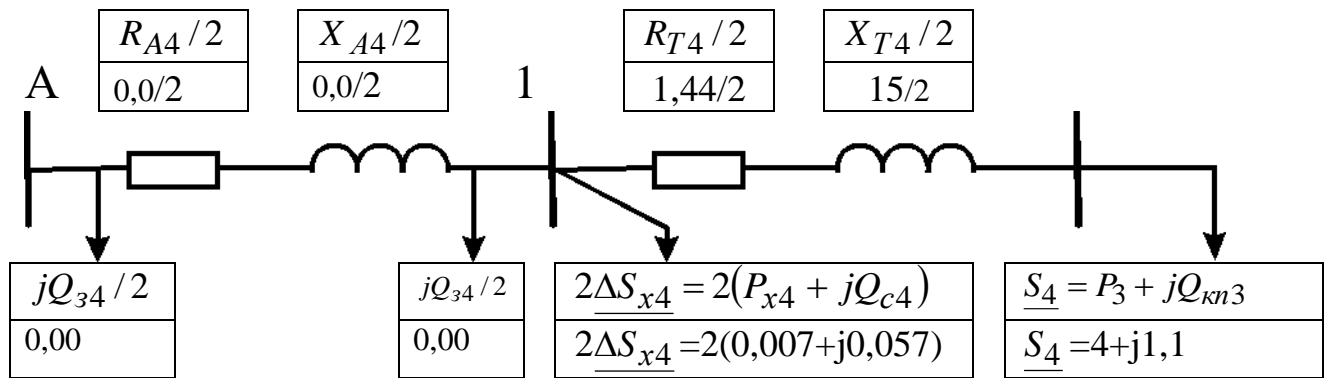 R_A4 / 2 X_A4 /2 R_T4 / 2 X_T4 / 2
0,0/2 0,0/2 1,44/2 15/2
A 1
jQ_з4 / 2 jQ_з4 / 2 2ΔS_x4 = 2(P_x4 + jQ_c4) S_4 = P_3 + jQ_кп3
0,00 0,00 2ΔS_x4 =2(0,007+j0,057) S_4 =4+j1,1